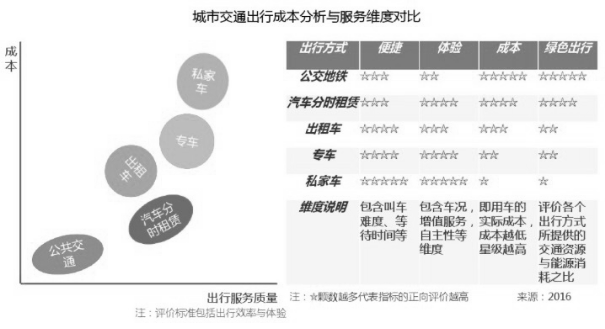 城市交通出行成本分析与服务维度对比
成本
私家车
专车
出租车
汽车分时租赁
公共交通
出行服务质量
注：评价标准包括出行效率与体验
出行方式 便捷 体验 成本 绿色出行
公交地铁 ☆☆☆ ☆☆ ☆☆☆☆☆ ☆☆☆☆☆
汽车分时租赁 ☆☆☆ ☆☆☆☆ ☆☆☆☆ ☆☆☆☆
出租车 ☆☆☆☆ ☆☆☆ ☆☆☆ ☆☆
专车 ☆☆☆☆ ☆☆☆☆ ☆☆ ☆☆
私家车 ☆☆☆☆☆ ☆☆☆☆☆ ☆ ☆
维度说明 包含叫车难度、等待时间等 包含车况，增值服务，自主性等维度 即用车的实际成本，成本越低星级越高 评价各个出行方式所提供的交通资源与能源消耗之比
注：☆颗数越多代表指标的正向评价越高 来源：2016